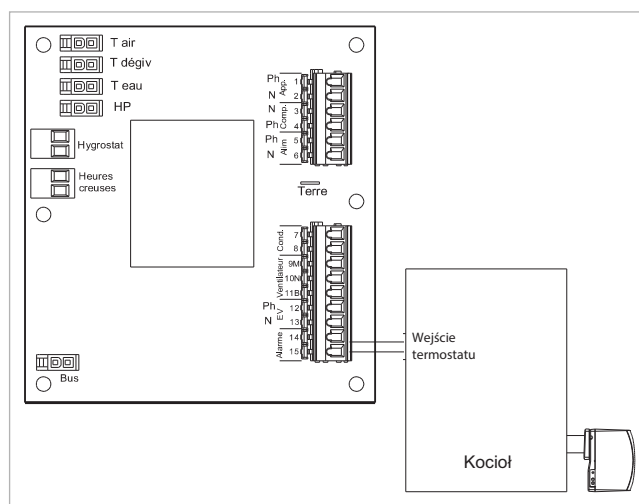 T air
T dégiv
T eau
HP
Hygrostat
Heures
creuses
Bus
Ph 1
N 2
App.
N 3
Ph 4
Comp.
Ph 5
N 6
Alim
Terre
7
8
Cond.
9M
10N
11B
Ventilateur
Ph 12
N 13
EV
14
15
Alarme
Wejście
termostatu
Kocioł